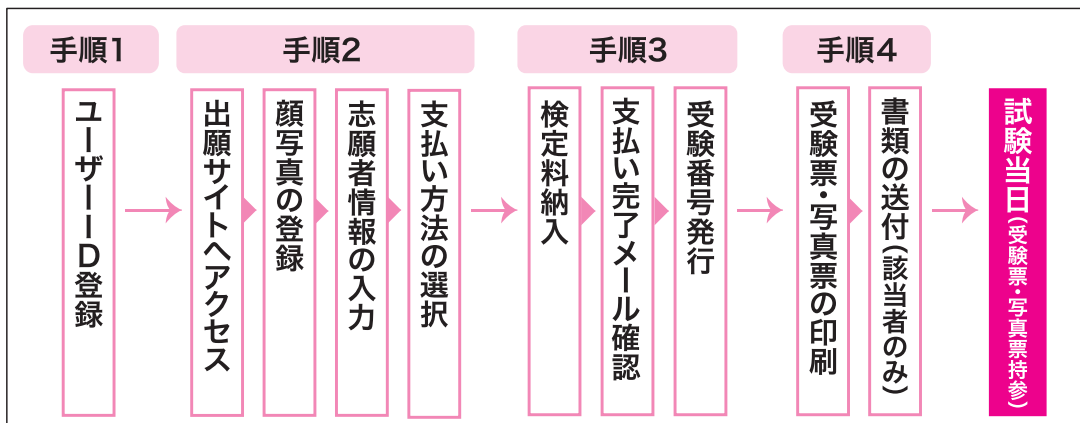 手順1
ユーザーID登録
手順2
出願サイトへアクセス
顔写真の登録
志願者情報の入力
支払い方法の選択
手順3
検定料納入
支払い完了メール確認
受験番号発行
手順4
受験票・写真票の印刷
書類の送付(該当者のみ)
試験当日(受験票・写真票持参)